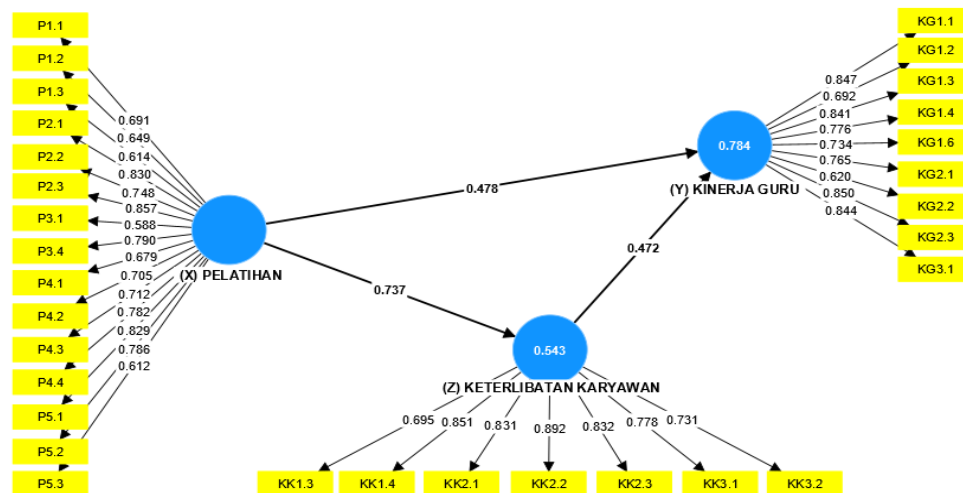 P1.1
P1.2
P1.3
P2.1
P2.2
P2.3
P3.1
P3.4
P4.1
P4.2
P4.3
P4.4
P5.1
P5.2
P5.3
0.691
0.649
0.614
0.830
0.748
0.857
0.588
0.790
0.679
0.705
0.712
0.782
0.829
0.786
0.612
(X) PELATIHAN
0.478
0.737
0.472
0.784
(Y) KINERJA GURU
0.847
0.692
0.841
0.776
0.734
0.765
0.620
0.850
0.844
KG1.1
KG1.2
KG1.3
KG1.4
KG1.6
KG2.1
KG2.2
KG2.3
KG3.1
0.543
(Z) KETERLIBATAN KARYAWAN
0.695
0.851
0.831
0.892
0.832
0.778
0.731
KK1.3
KK1.4
KK2.1
KK2.2
KK2.3
KK3.1
KK3.2